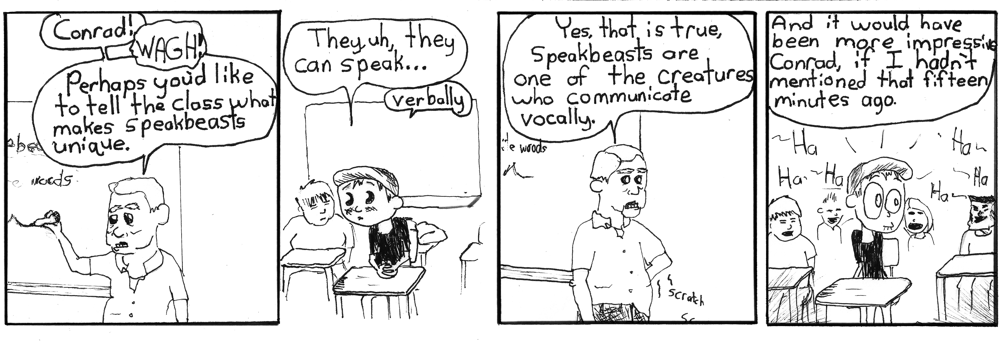 Conrad!
WAGH!
Perhaps you'd like
to tell the class what
makes speakbeasts
unique.
woods.
They, uh, they
can speak...
verbally
Yes, that is true,
Speakbeasts are
one of the creatures
who communicate
vocally.
woods
Scratch
Sc
And it would have
been more impressive
Conrad, if I hadn't
mentioned that fifteen
minutes ago.
Ha
Ha
Ha
Ha
Ha
Ha